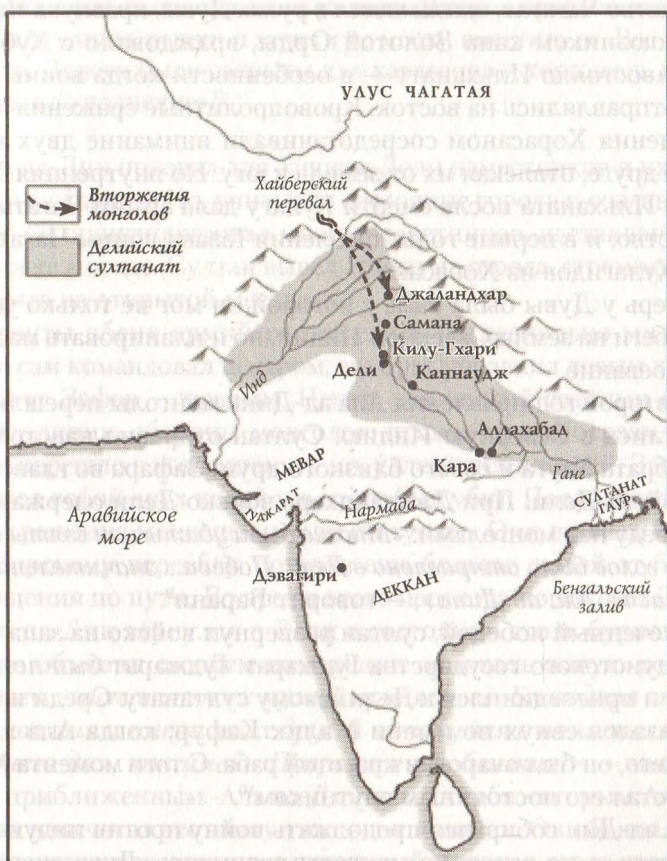 УЛУС ЧАГАТАЯ
Вторжения
монголов
Делийский
султанат
Хайберский
перевал
Джаландхар
Самана
Килу-Гхари
Дели
Каннаудж
Инд
Аллахабад
Кара
Ганг
МЕВАР
ГУДЖАРАТ
Нармада
СУЛТАНАТ
ГАУР
Аравийское
море
Дэвагири
ДЕККАН
Бенгальский
залив